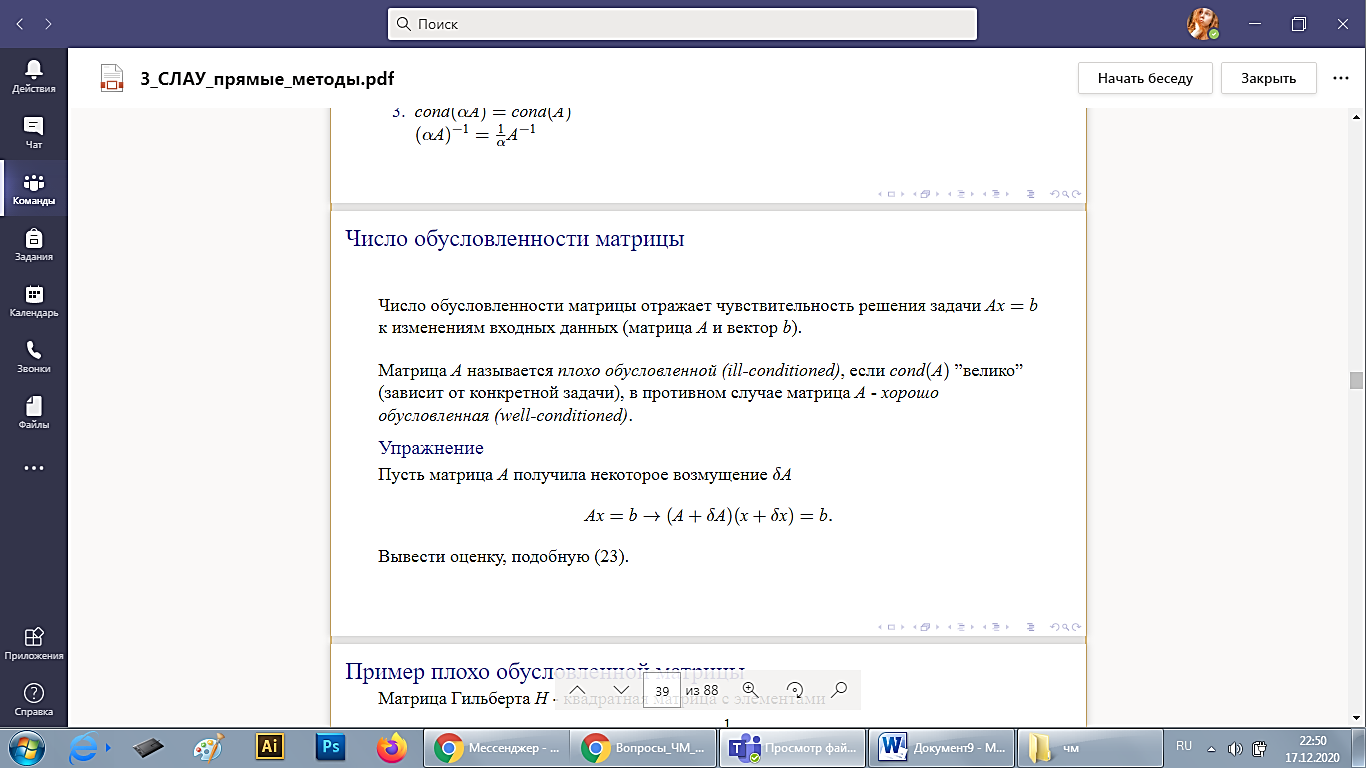 Поиск
Действия
Чат
Команды
Задания
Календарь
Звонки
Файлы
Приложения
Справка
3_СЛАУ_прямые_методы.pdf
Начать беседу
Закрыть
3. cond(αA) = cond(A)
(αA)⁻¹ = 1/α A⁻¹
Число обусловленности матрицы
Число обусловленности матрицы отражает чувствительность решения задачи Ax = b
к изменениям входных данных (матрица A и вектор b).
Матрица A называется плохо обусловленной (ill-conditioned), если cond(A) ”велико”
(зависит от конкретной задачи), в противном случае матрица A - хорошо
обусловленная (well-conditioned).
Упражнение
Пусть матрица A получила некоторое возмущение δA
Ax = b → (A + δA)(x + δx) = b.
Вывести оценку, подобную (23).
Пример плохо обусловленной матрицы
Матрица Гильберта H - квадратная матрица с элементами
1
39 из 88
Ai
Ps
Мессенджер - ...
Вопросы_ЧМ_...
Просмотр фай...
Документ9 - M...
чм
RU
22:50
17.12.2020